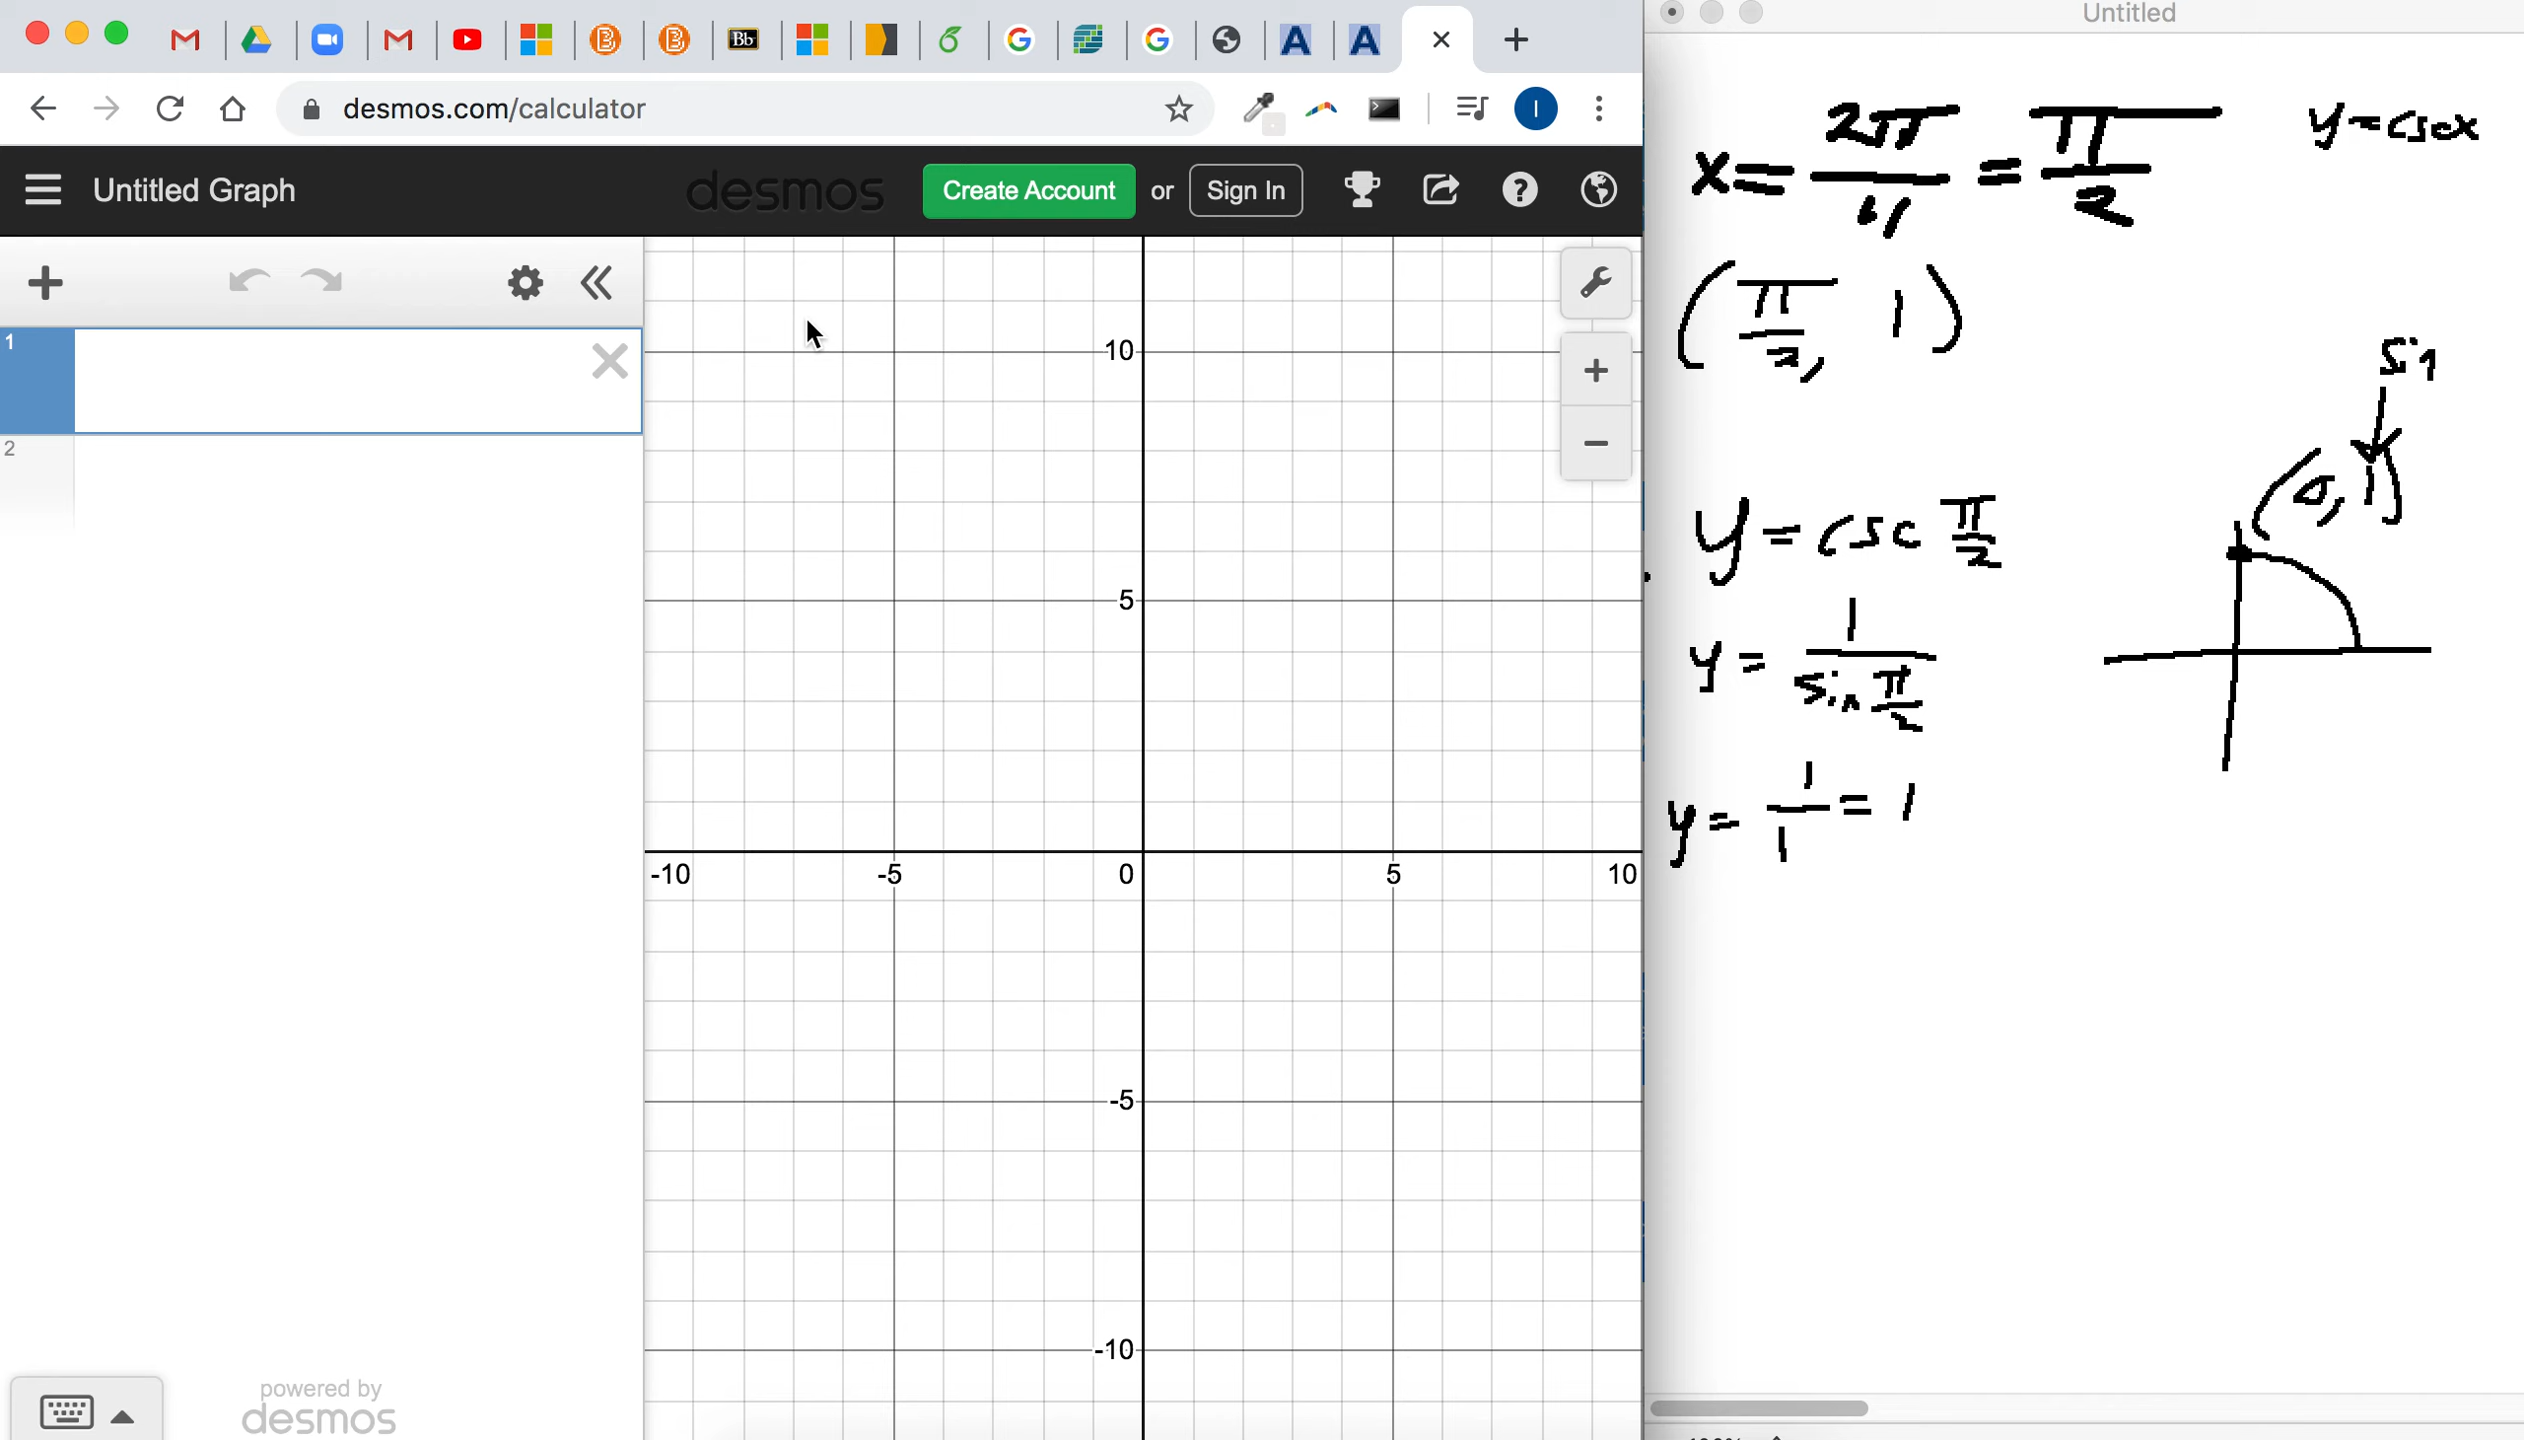 Untitled
Bb
desmos.com/calculator
I
Untitled Graph
desmos
Create Account
or
Sign In
1
2
10
5
-10
-5
0
5
10
-5
-10
powered by
desmos
x= 2π/4 = π/2
y=cscx
(π/2, 1)
sin
(0,1)
y= csc π/2
y= 1/sin π/2
y= 1/1 = 1